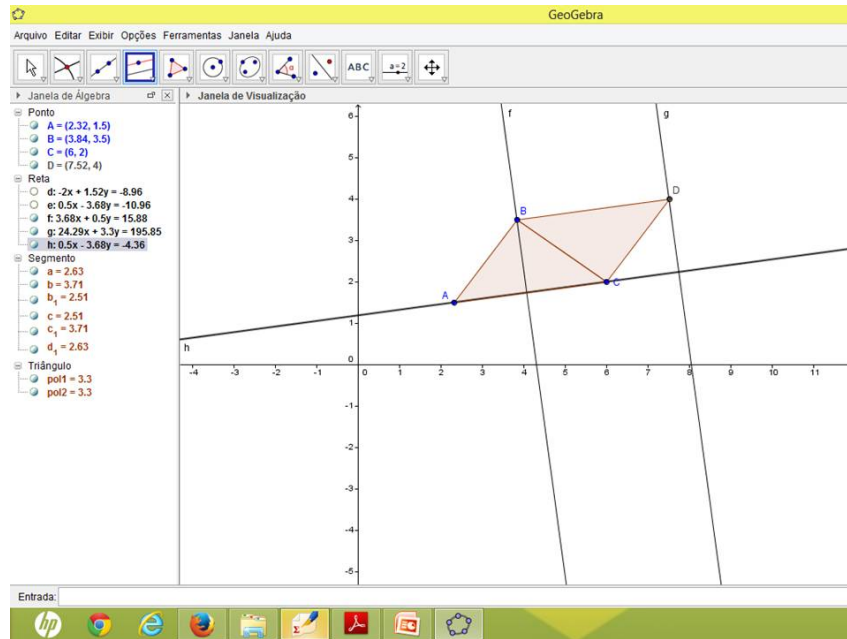 GeoGebra
Arquivo Editar Exibir Opções Ferramentas Janela Ajuda
ABC a=2
Janela de Álgebra
Janela de Visualização
Ponto
A = (2.32, 1.5)
B = (3.84, 3.5)
C = (6, 2)
D = (7.52, 4)
Reta
d: -2x + 1.52y = -8.96
e: 0.5x - 3.68y = -10.96
f: 3.68x + 0.5y = 15.88
g: 24.29x + 3.3y = 195.85
h: 0.5x - 3.68y = -4.36
Segmento
a = 2.63
b = 3.71
b₁ = 2.51
c = 2.51
c₁ = 3.71
d₁ = 2.63
Triângulo
pol1 = 3.3
pol2 = 3.3
f
g
6
5
4
3
2
1
0
-1
-2
-3
-4
-5
D
B
A
C
h
-4 -3 -2 -1 0 1 2 3 4 5 6 7 8 9 10 11
Entrada:
hp